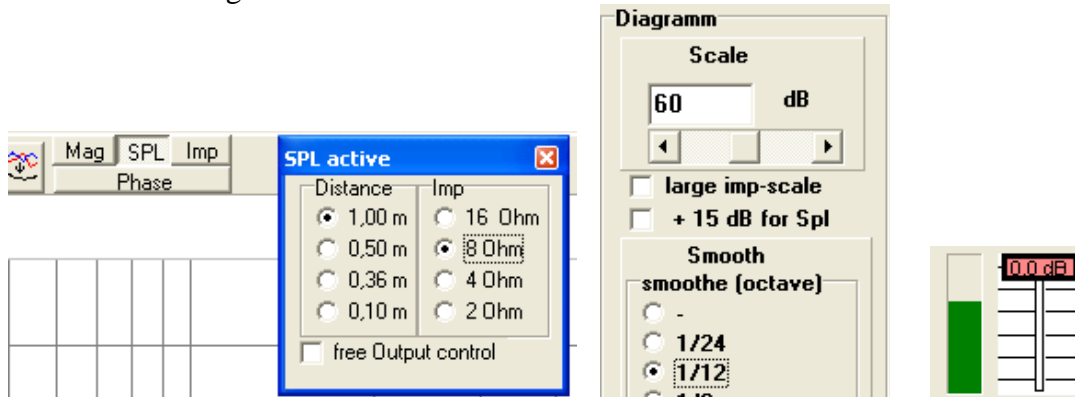 Diagramm
Scale
60 dB
Mag SPL Imp
Phase
SPL active
Distance Imp
1,00 m 16 Ohm
0,50 m 8 Ohm
0,36 m 4 Ohm
0,10 m 2 Ohm
free Output control
large imp-scale
+ 15 dB for Spl
Smooth
smoothe (octave)
-
1/24
1/12
0.0 dB